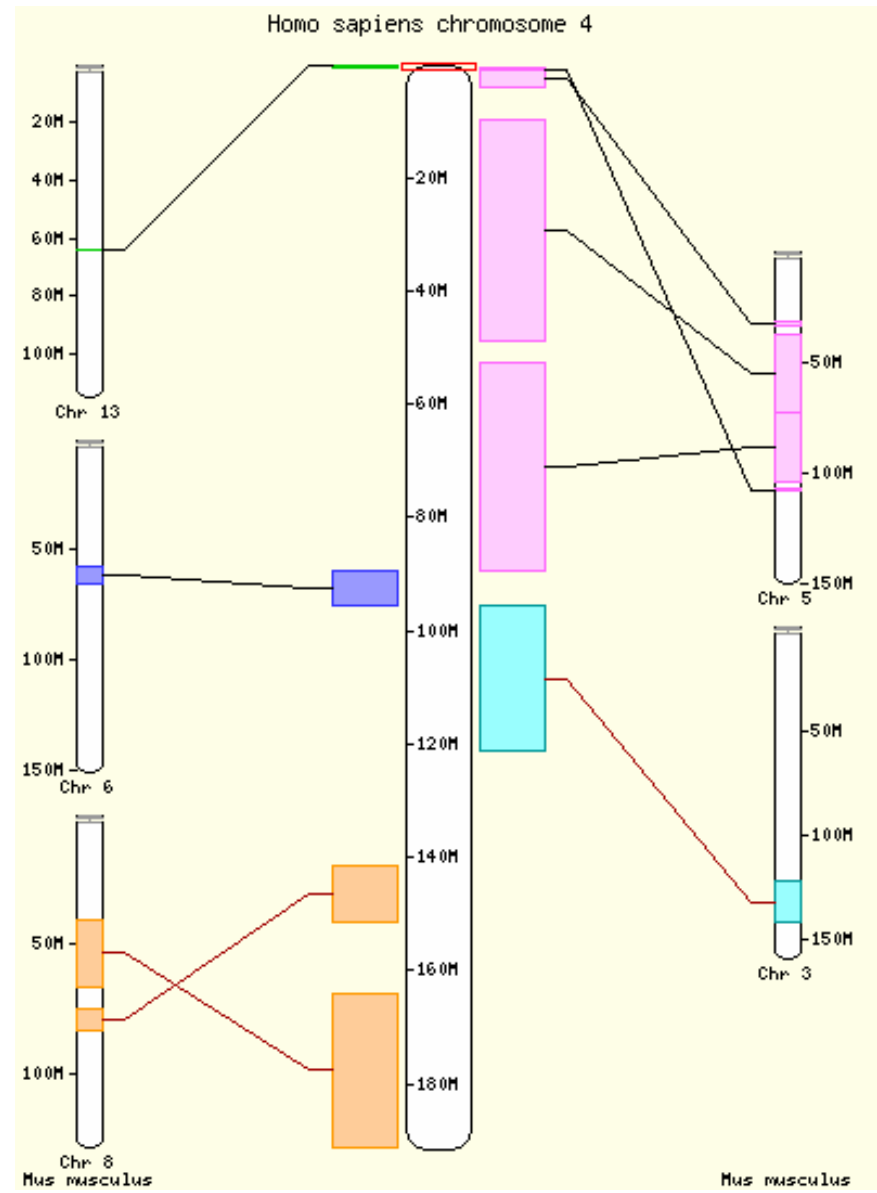 Homo sapiens chromosome 4
20M
40M
60M
80M
100M
Chr 13
50M
100M
150M
Chr 6
50M
100M
Chr 8
Mus musculus
20M
40M
60M
80M
100M
120M
140M
160M
180M
50M
100M
150M
Chr 5
50M
100M
150M
Chr 3
Mus musculus